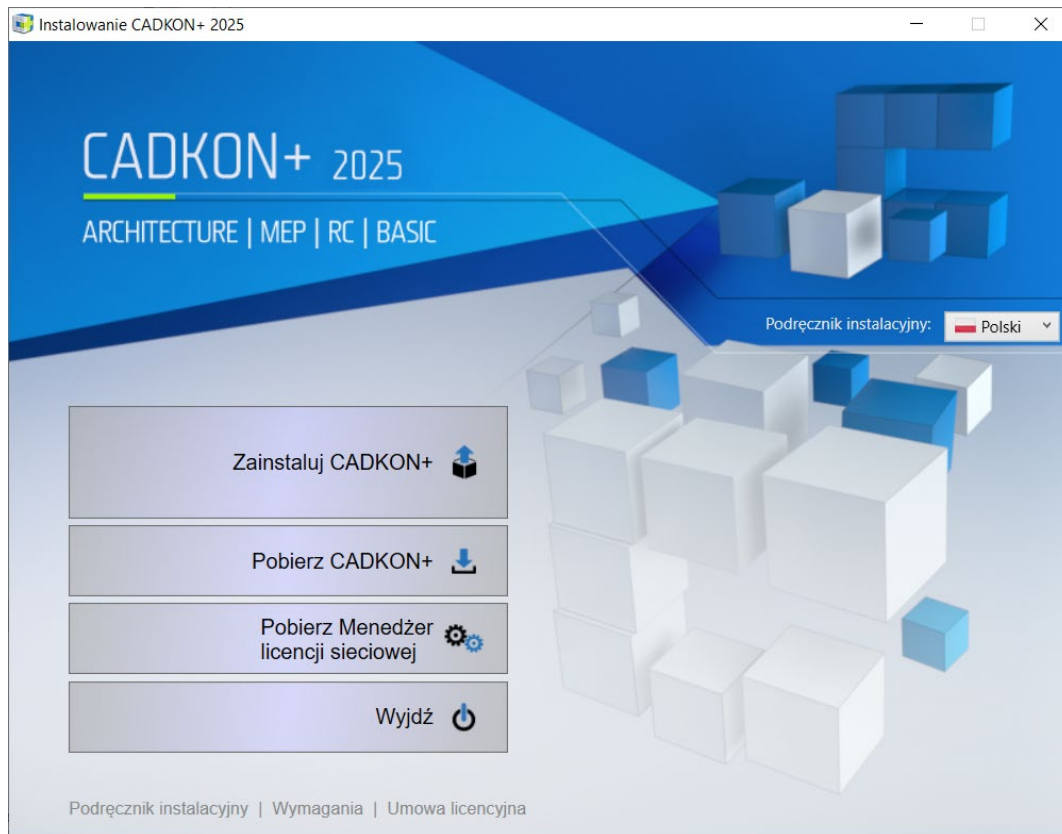 Instalowanie CADKON+ 2025
CADKON+ 2025
ARCHITECTURE | MEP | RC | BASIC
Podręcznik instalacyjny: Polski
Zainstaluj CADKON+
Pobierz CADKON+
Pobierz Menedżer
licencji sieciowej
Wyjdź
Podręcznik instalacyjny | Wymagania | Umowa licencyjna